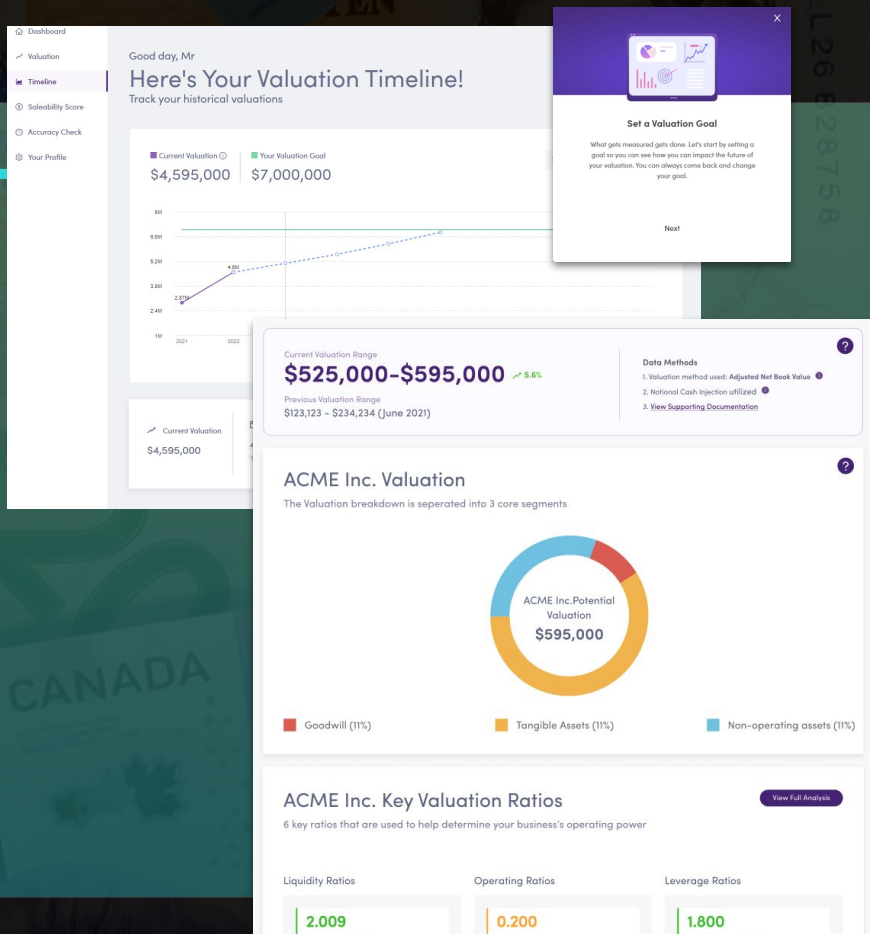 TEN
L26 828758
CANADA
Dashboard
Valuation
Timeline
Saleability Score
Accuracy Check
Your Profile
Good day, Mr
Here's Your Valuation Timeline!
Track your historical valuations
Current Valuation
$4,595,000
Your Valuation Goal
$7,000,000
6.6M
5.2M
3.8M
2.4M
1M
4.6M
2.87M
2021
2022
Current Valuation
$4,595,000
X
Set a Valuation Goal
What gets measured gets done. Let's start by setting a
goal so you can see how you can impact the future of
your valuation. You can always come back and change
your goal.
Next
?
Current Valuation Range
$525,000-$595,000 5.6%
Previous Valuation Range
$123,123 - $234,234 (June 2021)
Data Methods
1. Valuation method used: Adjusted Net Book Value
2. Notional Cash Injection utilized
3. View Supporting Documentation
?
ACME Inc. Valuation
The Valuation breakdown is seperated into 3 core segments
ACME Inc.Potential
Valuation
$595,000
Goodwill (11%)
Tangible Assets (11%)
Non-operating assets (11%)
ACME Inc. Key Valuation Ratios
View Full Analysis
6 key ratios that are used to help determine your business's operating power
Liquidity Ratios
Operating Ratios
Leverage Ratios
2.009
0.200
1.800